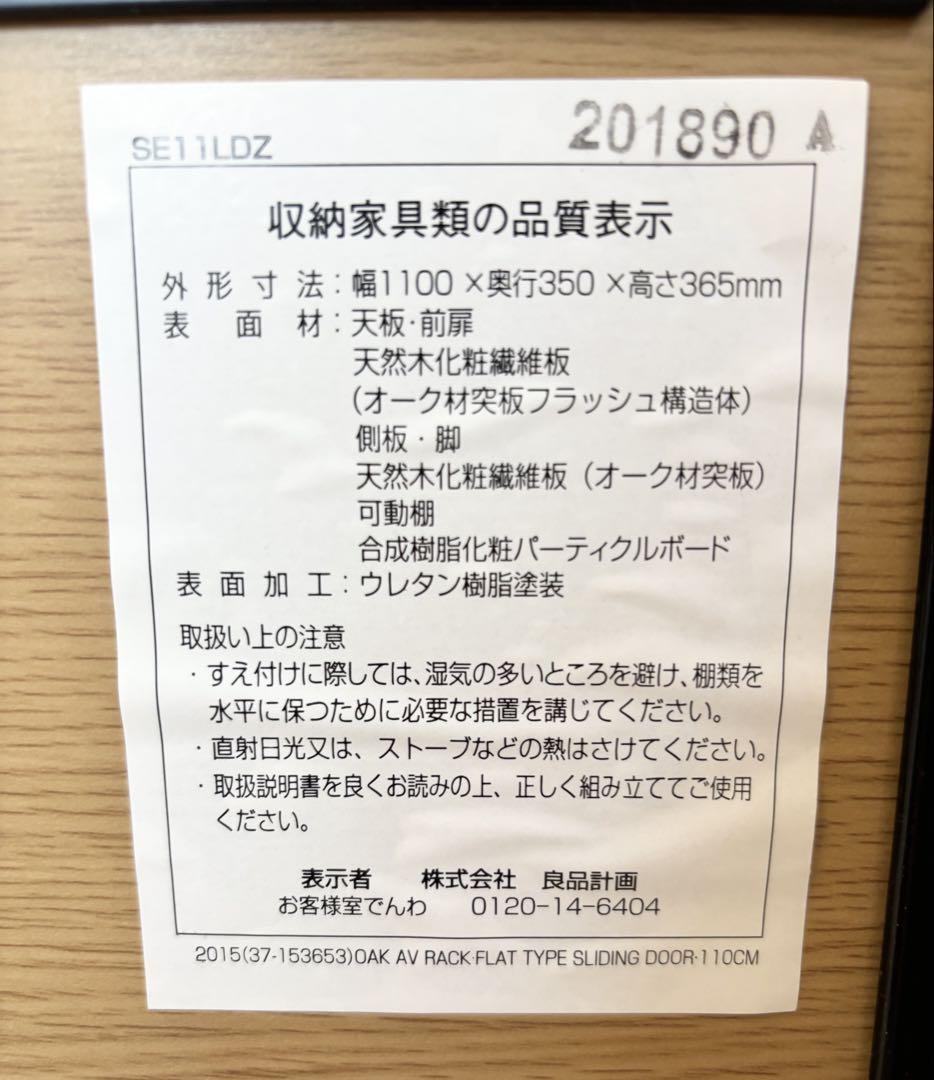 SE11LDZ 201890 A
収納家具類の品質表示
外形寸法：幅1100×奥行350×高さ365mm
表面材：天板・前扉
天然木化粧繊維板
（オーク材突板フラッシュ構造体）
側板・脚
天然木化粧繊維板（オーク材突板）
可動棚
合成樹脂化粧パーティクルボード
表面加工：ウレタン樹脂塗装
取扱い上の注意
・すえ付けに際しては、湿気の多いところを避け、棚類を
水平に保つために必要な措置を講じてください。
・直射日光又は、ストーブなどの熱はさけてください。
・取扱説明書を良くお読みの上、正しく組み立ててご使用
ください。
表示者 株式会社 良品計画
お客様室でんわ 0120-14-6404
2015(37-153653)OAK AV RACK·FLAT TYPE SLIDING DOOR·110CM